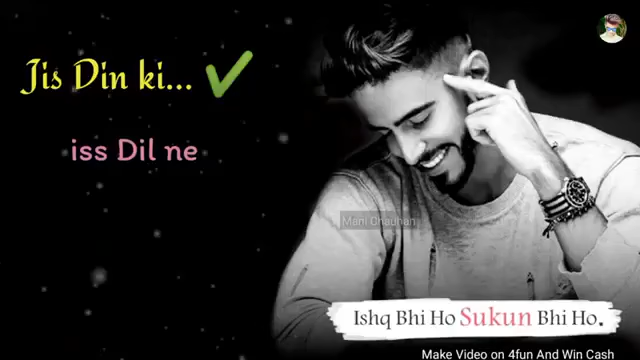 Jis Din ki...
iss Dil ne
Mani Chauhan
Ishq Bhi Ho Sukun Bhi Ho.
Make Video on 4fun And Win Cash